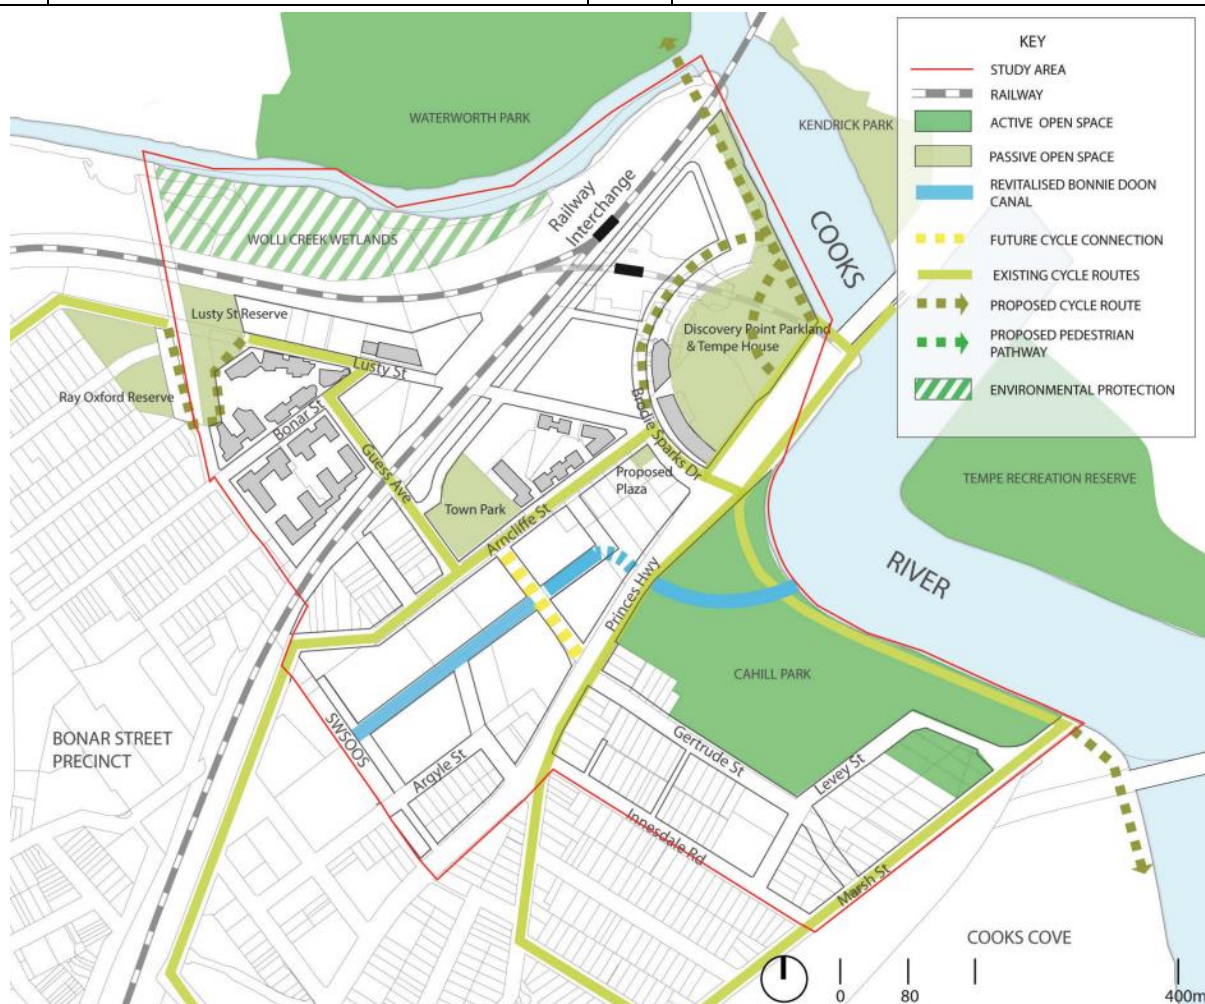 WATERWORTH PARK
KENDRICK PARK
KEY
STUDY AREA
RAILWAY
ACTIVE OPEN SPACE
PASSIVE OPEN SPACE
REVITALISED BONNIE DOON
CANAL
FUTURE CYCLE CONNECTION
EXISTING CYCLE ROUTES
PROPOSED CYCLE ROUTE
PROPOSED PEDESTRIAN
PATHWAY
ENVIRONMENTAL PROTECTION
Railway
Interchange
WOLLI CREEK WETLANDS
COOKS
RIVER
Lusty St Reserve
Discovery Point Parkland
& Tempe House
Lusty St
Ray Oxford Reserve
Bonar St
Brodie Sparks Dr
Guess Ave
Proposed
Plaza
Town Park
Arncliffe St
TEMPE RECREATION RESERVE
Princes Hwy
CAHILL PARK
BONAR STREET
PRECINCT
SWSOOS
Argyle St
Gertrude St
Levey St
Innesdale Rd
Marsh St
COOKS COVE
0
80
400m